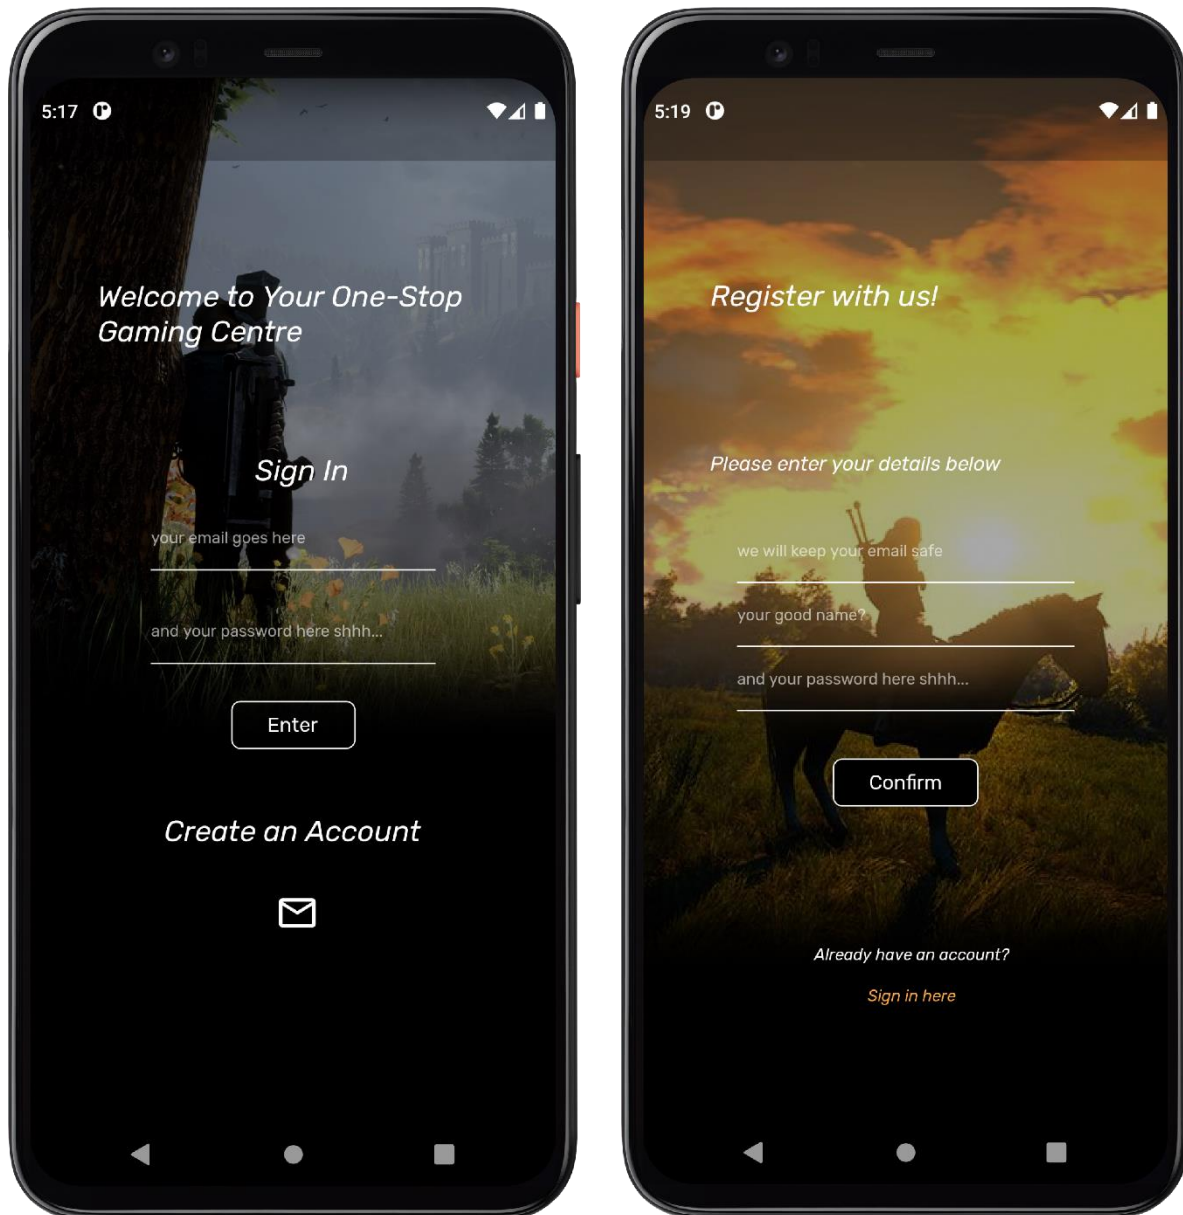 5:17
Welcome to Your One-Stop
Gaming Centre
Sign In
your email goes here
and your password here shhh...
Enter
Create an Account
5:19
Register with us!
Please enter your details below
we will keep your email safe
your good name?
and your password here shhh...
Confirm
Already have an account?
Sign in here